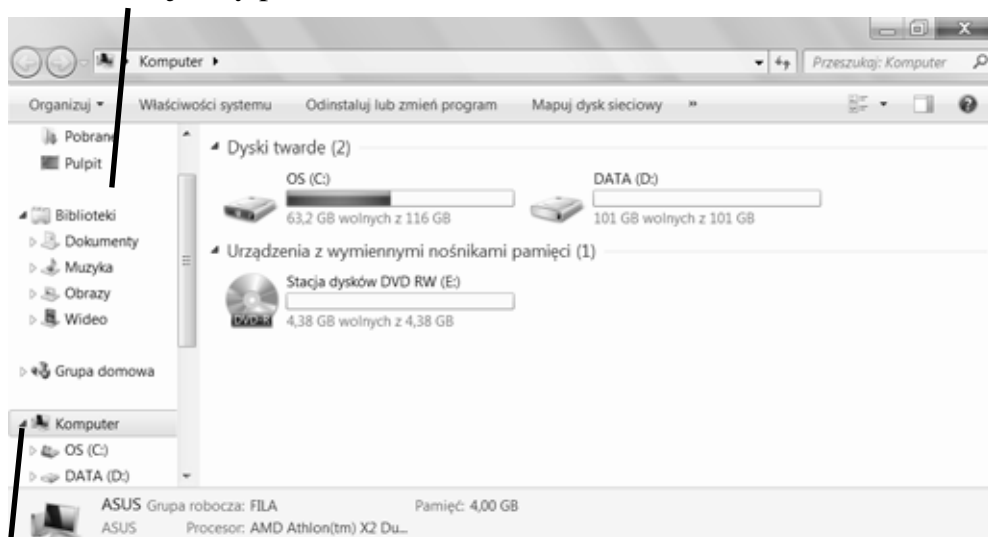 Komputer
Przeszukaj: Komputer
Organizuj Właściwości systemu Odinstaluj lub zmień program Mapuj dysk sieciowy »
Pobrane
Pulpit
Biblioteki
Dokumenty
Muzyka
Obrazy
Wideo
Grupa domowa
Komputer
OS (C:)
DATA (D:)
Dyski twarde (2)
OS (C:)
63,2 GB wolnych z 116 GB
DATA (D:)
101 GB wolnych z 101 GB
Urządzenia z wymiennymi nośnikami pamięci (1)
Stacja dysków DVD RW (E:)
DVD-R
4,38 GB wolnych z 4,38 GB
ASUS Grupa robocza: FILA Pamięć: 4,00 GB
ASUS Procesor: AMD Athlon(tm) X2 Du...